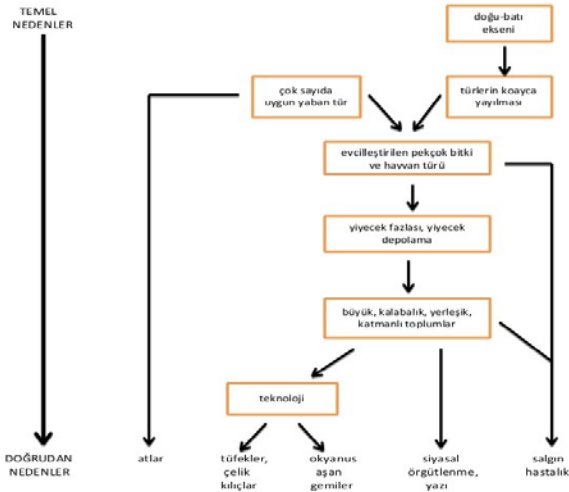 TEMEL
NEDENLER
doğu-batı
ekseni
çok sayıda
uygun yaban tür
türlerin koayca
yayılması
evcilleştirilen pekçok bitki
ve havvan türü
yiyecek fazlası, yiyecek
depolama
büyük, kalabalık, yerleşik,
katmanlı toplumlar
teknoloji
DOĞRUDAN
NEDENLER
atlar
tüfekler,
çelik
kılıçlar
okyanus
aşan
gemiler
siyasal
örgütlenme,
yazı
salgın
hastalık